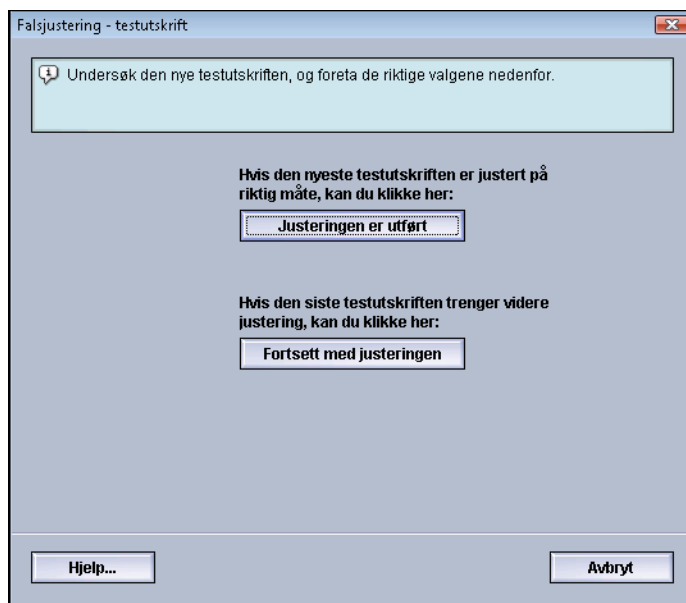 Falsjustering - testutskrift
Undersøk den nye testutskriften, og foreta de riktige valgene nedenfor.
Hvis den nyeste testutskriften er justert på
riktig måte, kan du klikke her:
Justeringen er utført
Hvis den siste testutskriften trenger videre
justering, kan du klikke her:
Fortsett med justeringen
Hjelp...
Avbryt